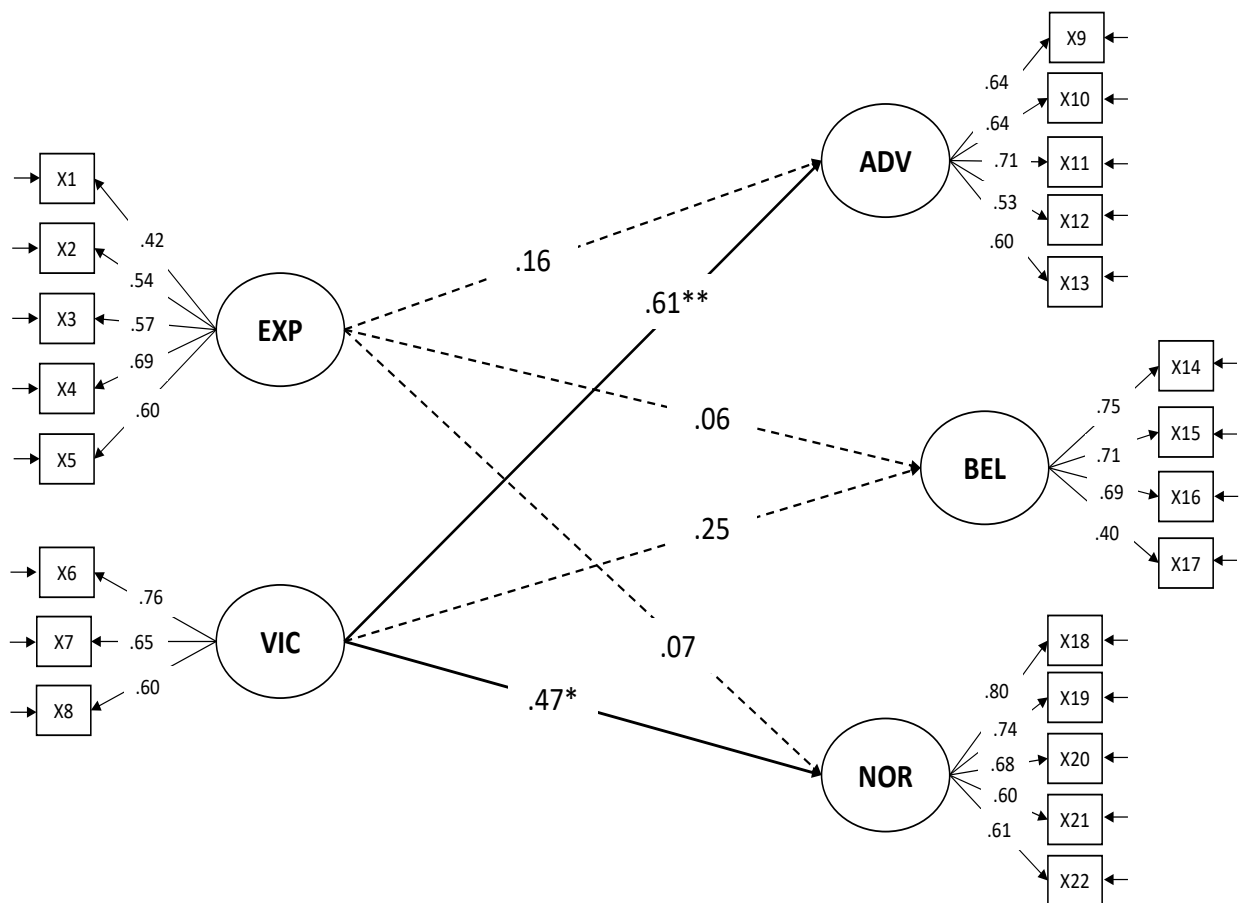 X1
X2
X3
X4
X5
.42
.54
.57
.69
.60
EXP
X6
X7
X8
.76
.65
.60
VIC
.16
.61**
.06
.25
.07
.47*
ADV
.64
.64
.71
.53
.60
X9
X10
X11
X12
X13
BEL
.75
.71
.69
.40
X14
X15
X16
X17
NOR
.80
.74
.68
.60
.61
X18
X19
X20
X21
X22